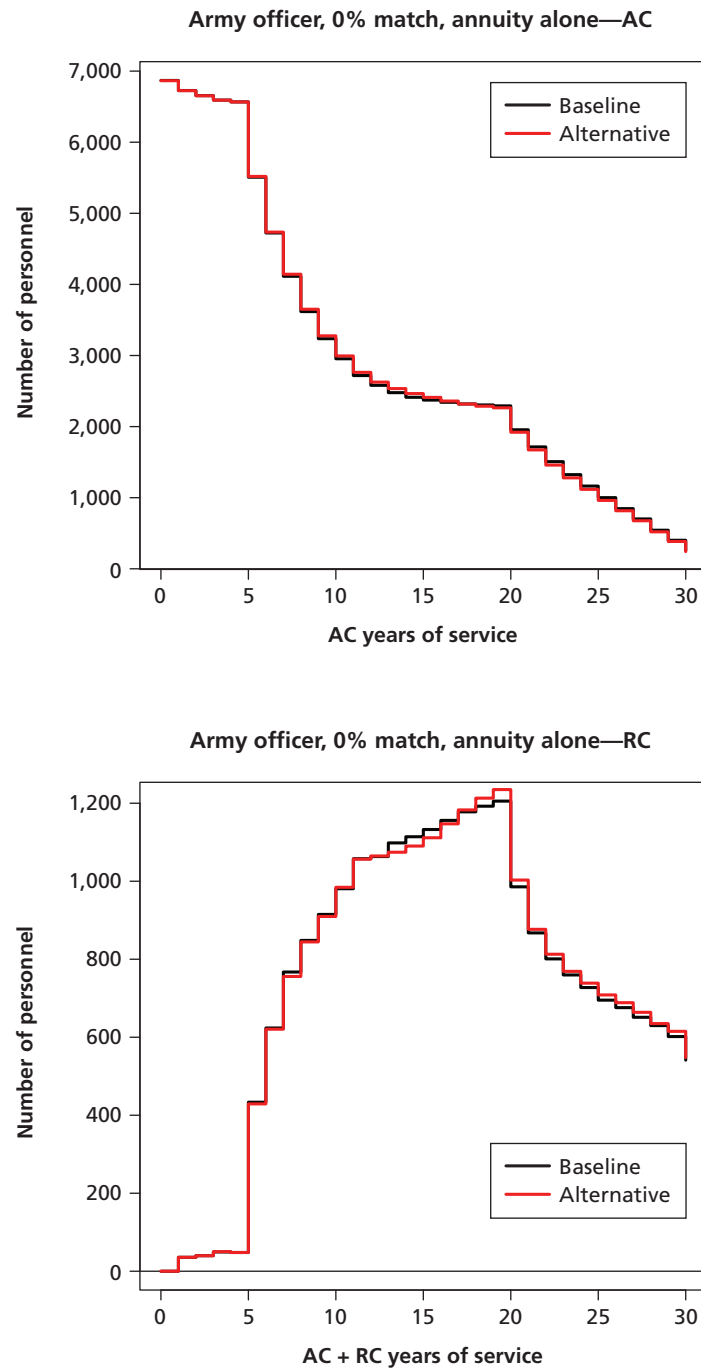 Army officer, 0% match, annuity alone—AC
7,000
6,000
5,000
4,000
3,000
2,000
1,000
0
Number of personnel
Baseline
Alternative
0 5 10 15 20 25 30
AC years of service
Army officer, 0% match, annuity alone—RC
1,200
1,000
800
600
400
200
0
Number of personnel
Baseline
Alternative
0 5 10 15 20 25 30
AC + RC years of service